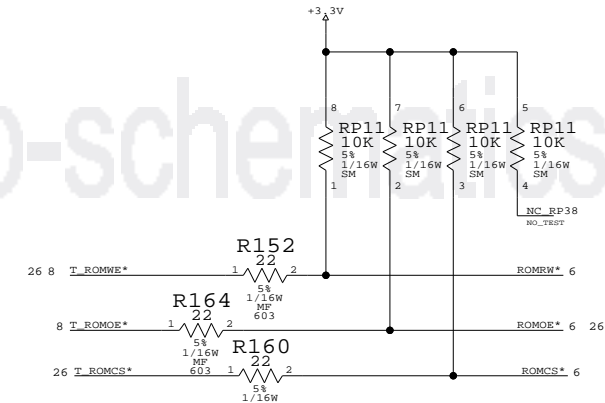 +3.3V
8 7 6 5
RP11 RP11 RP11 RP11
10K 10K 10K 10K
5% 5% 5% 5%
1/16W 1/16W 1/16W 1/16W
SM SM SM SM
1 2 3 4
NC_RP38
NO_TEST
o-schematics
R152
22
26 8 T_ROMWE* 1 2 ROMRW* 6
5%
1/16W
MF
603
R164
22
8 T_ROMOE* 1 2 ROMOE* 6 26
5%
1/16W
MF
603
R160
22
26 T_ROMCS* 1 2 ROMCS* 6
5%
1/16W